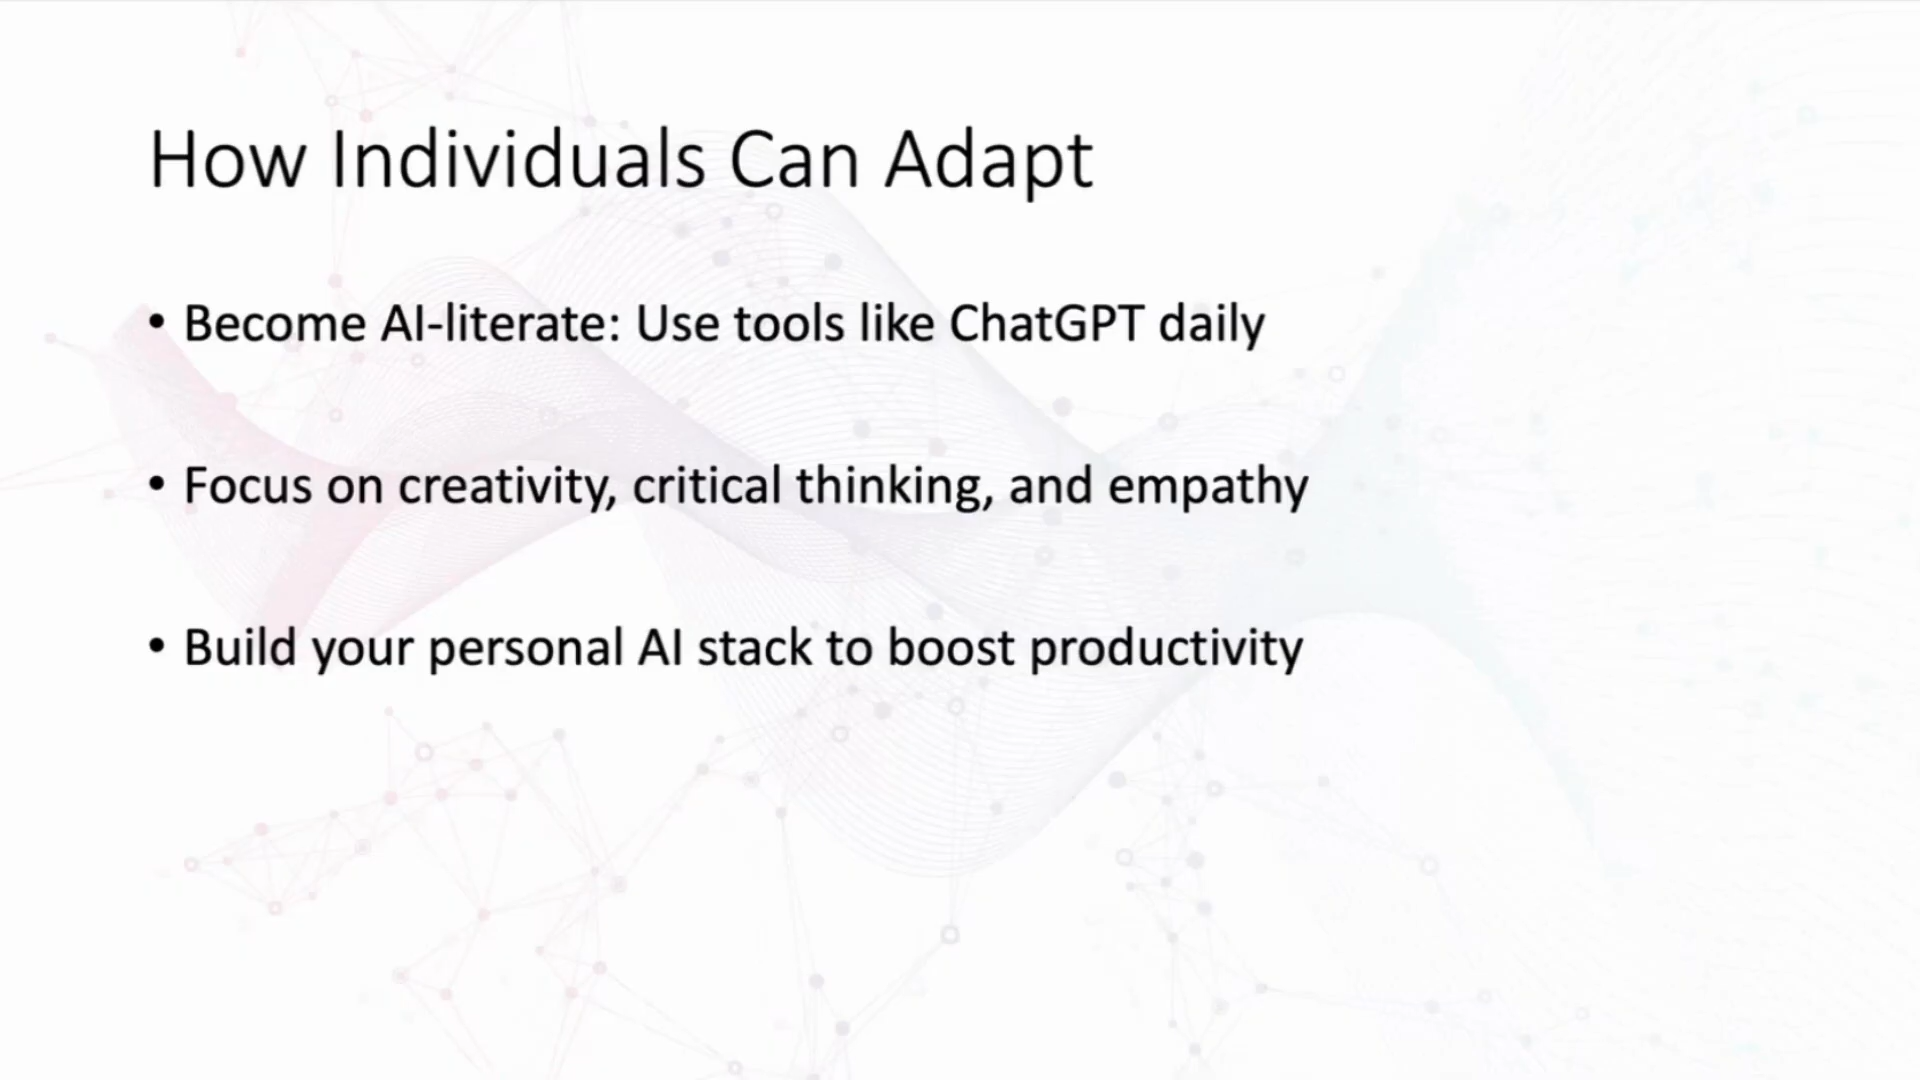 How Individuals Can Adapt
• Become AI-literate: Use tools like ChatGPT daily
• Focus on creativity, critical thinking, and empathy
• Build your personal AI stack to boost productivity